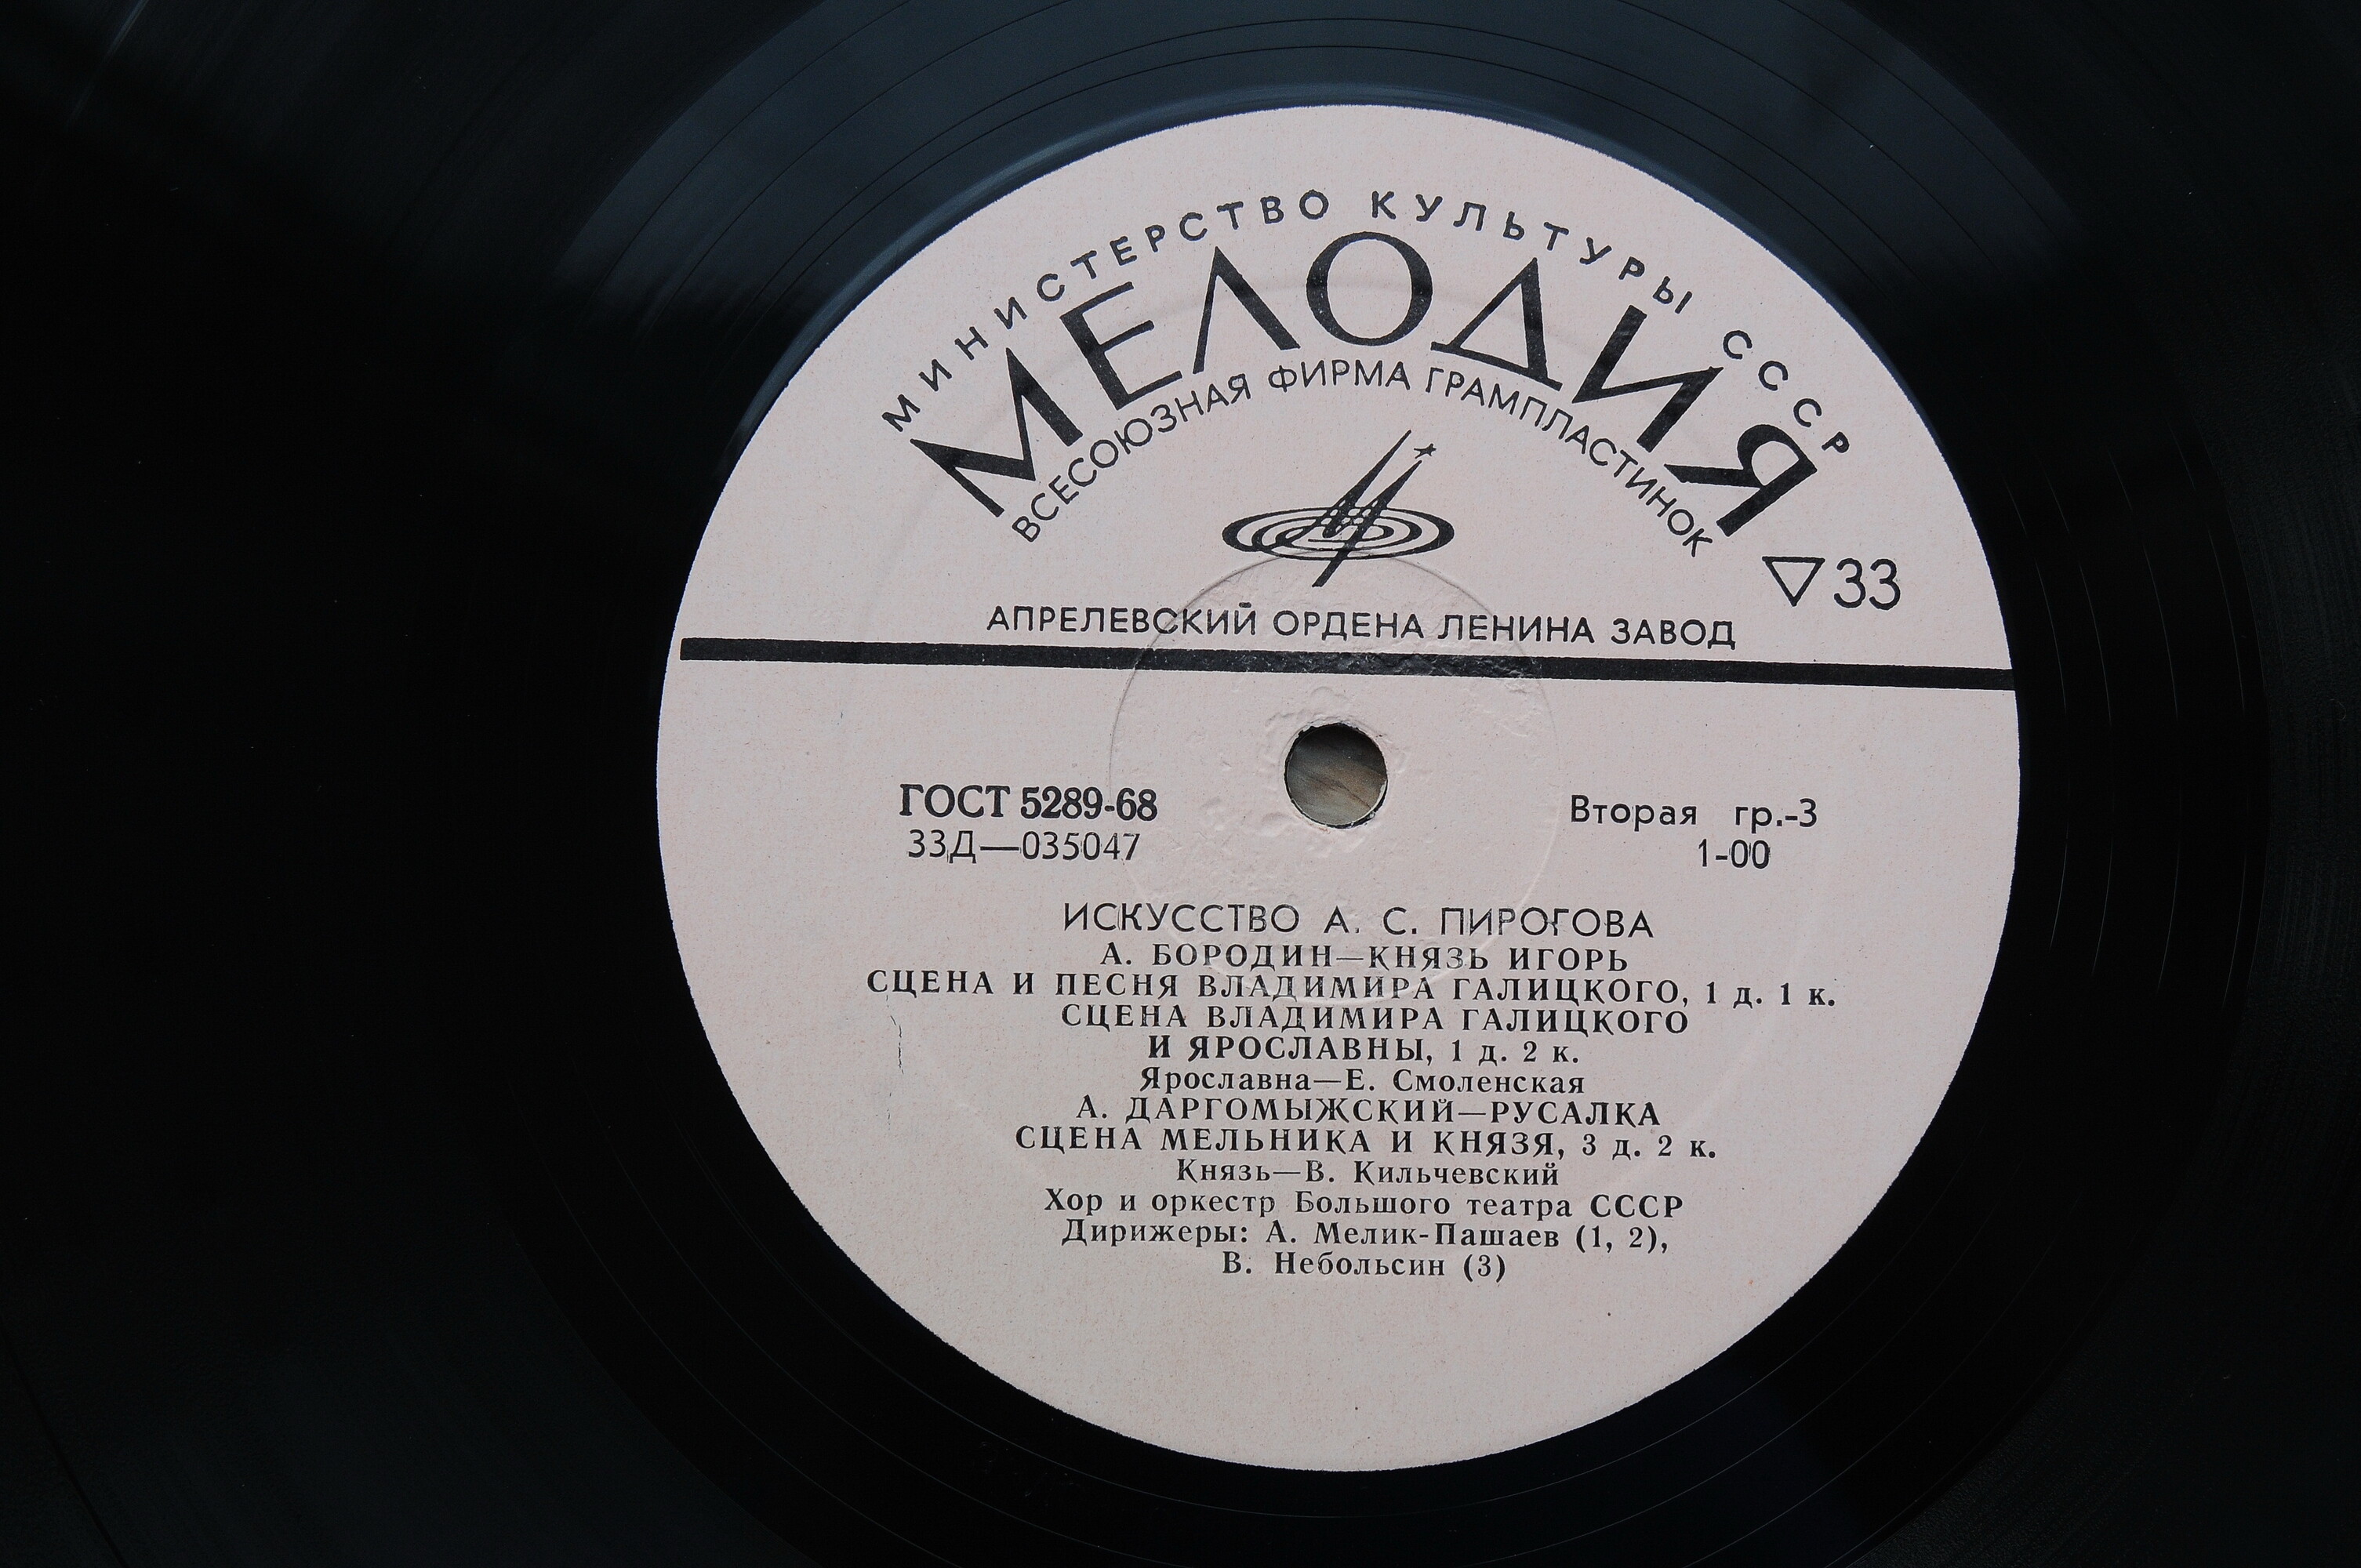 МИНИСТЕРСТВО КУЛЬТУРЫ СССР
МЕЛОДИЯ
ВСЕСОЮЗНАЯ ФИРМА ГРАМПЛАСТИНОК
▽33
АПРЕЛЕВСКИЙ ОРДЕНА ЛЕНИНА ЗАВОД
ГОСТ 5289-68
33Д—035047
Вторая гр.-3
1-00
ИСКУССТВО А. С. ПИРОГОВА
А. БОРОДИН—КНЯЗЬ ИГОРЬ
СЦЕНА И ПЕСНЯ ВЛАДИМИРА ГАЛИЦКОГО, 1 д. 1 к.
СЦЕНА ВЛАДИМИРА ГАЛИЦКОГО
И ЯРОСЛАВНЫ, 1 д. 2 к.
Ярославна—Е. Смоленская
А. ДАРГОМЫЖСКИЙ—РУСАЛКА
СЦЕНА МЕЛЬНИКА И КНЯЗЯ, 3 д. 2 к.
Князь—В. Кильчевский
Хор и оркестр Большого театра СССР
Дирижеры: А. Мелик-Пашаев (1, 2),
В. Небольсин (3)